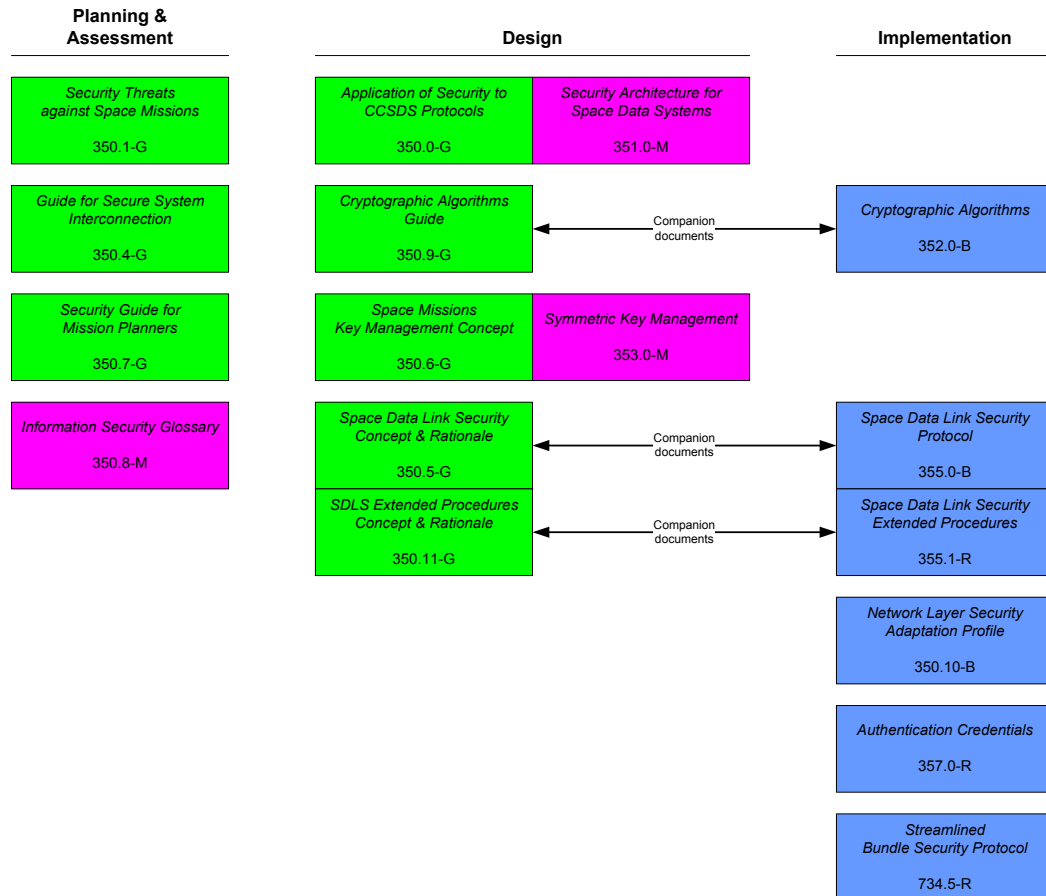 Planning &
Assessment
Design
Implementation
Security Threats
against Space Missions
350.1-G
Application of Security to
CCSDS Protocols
350.0-G
Security Architecture for
Space Data Systems
351.0-M
Guide for Secure System
Interconnection
350.4-G
Cryptographic Algorithms
Guide
350.9-G
Companion
documents
Cryptographic Algorithms
352.0-B
Security Guide for
Mission Planners
350.7-G
Space Missions
Key Management Concept
350.6-G
Symmetric Key Management
353.0-M
Information Security Glossary
350.8-M
Space Data Link Security
Concept & Rationale
350.5-G
Companion
documents
Space Data Link Security
Protocol
355.0-B
SDLS Extended Procedures
Concept & Rationale
350.11-G
Companion
documents
Space Data Link Security
Extended Procedures
355.1-R
Network Layer Security
Adaptation Profile
350.10-B
Authentication Credentials
357.0-R
Streamlined
Bundle Security Protocol
734.5-R